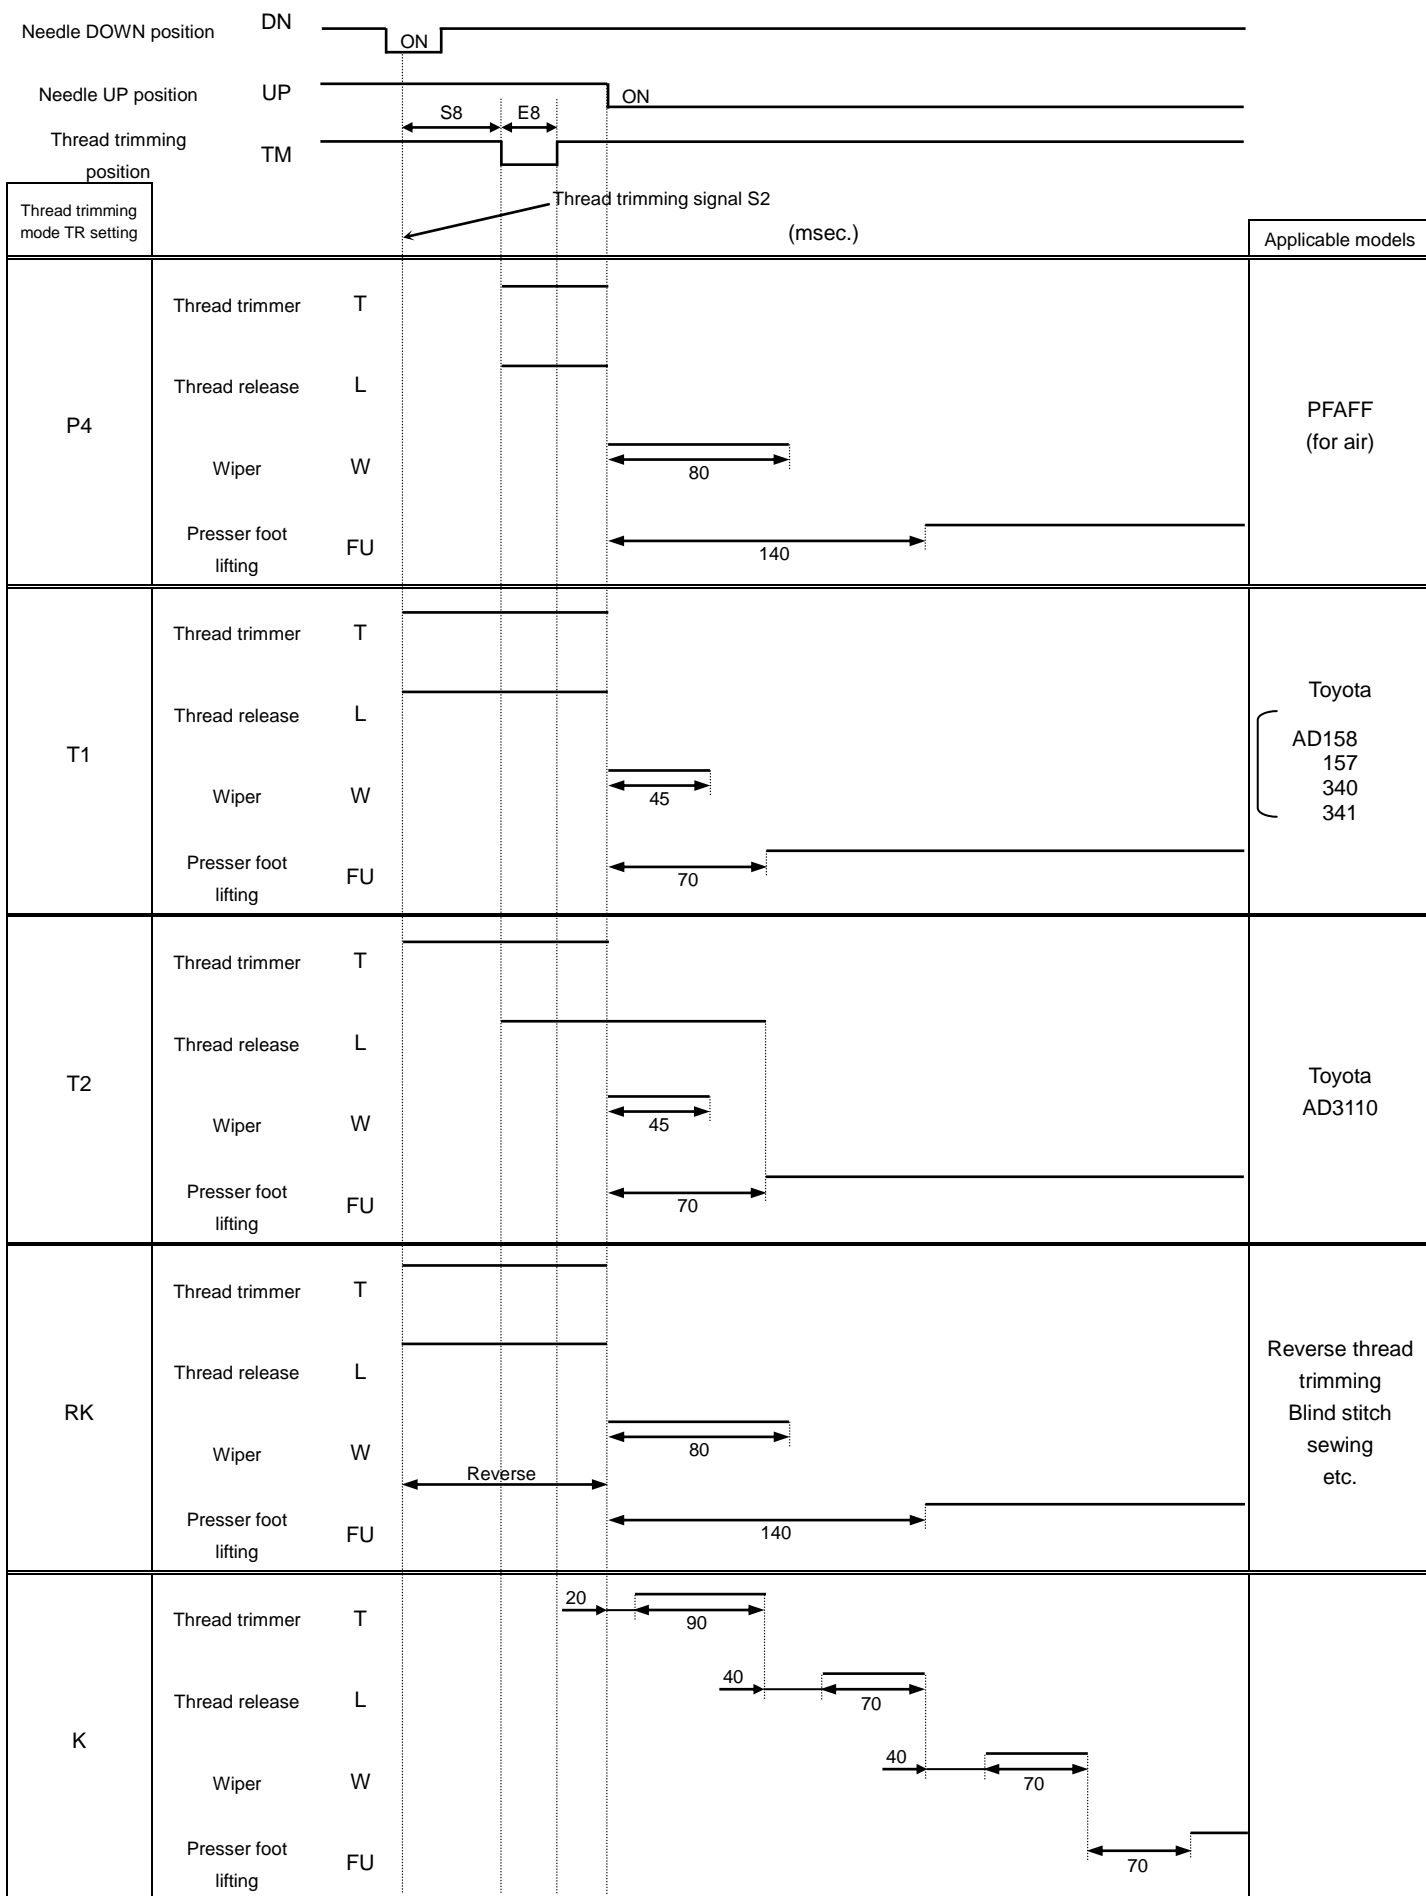 Needle DOWN position DN ON
Needle UP position UP ON
S8 E8
Thread trimming
position
TM
Thread trimming
mode TR setting
Thread trimming signal S2
(msec.)
Applicable models
P4
Thread trimmer T
Thread release L
Wiper W
80
Presser foot
lifting
FU
140
PFAFF
(for air)
T1
Thread trimmer T
Thread release L
Wiper W
45
Presser foot
lifting
FU
70
Toyota
AD158
157
340
341
T2
Thread trimmer T
Thread release L
Wiper W
45
Presser foot
lifting
FU
70
Toyota
AD3110
RK
Thread trimmer T
Thread release L
Wiper W
80
Reverse
Presser foot
lifting
FU
140
Reverse thread
trimming
Blind stitch
sewing
etc.
K
Thread trimmer T
20 90
Thread release L
40 70
Wiper W
40 70
Presser foot
lifting
FU
70